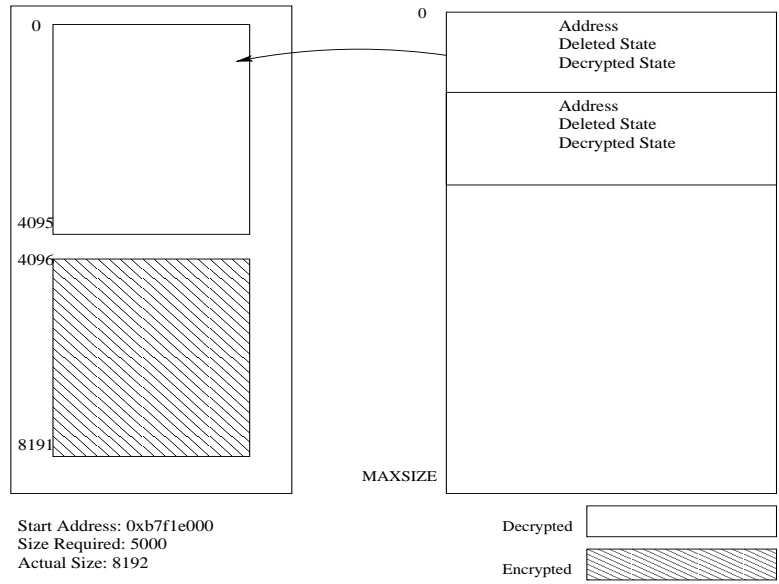 0
4095
4096
8191
Start Address: 0xb7f1e000
Size Required: 5000
Actual Size: 8192
0
Address
Deleted State
Decrypted State
Address
Deleted State
Decrypted State
MAXSIZE
Decrypted
Encrypted